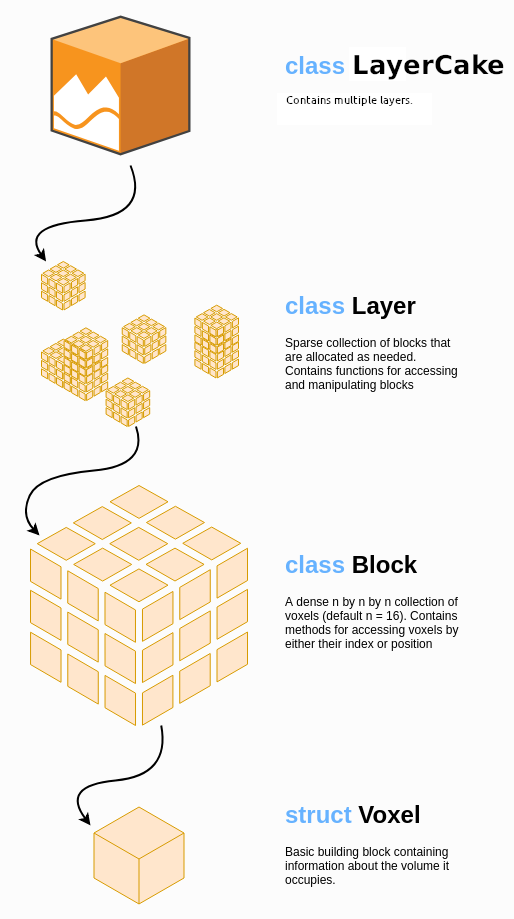 class LayerCake
Contains multiple layers.
class Layer
Sparse collection of blocks that
are allocated as needed.
Contains functions for accessing
and manipulating blocks
class Block
A dense n by n by n collection of
voxels (default n = 16). Contains
methods for accessing voxels by
either their index or position
struct Voxel
Basic building block containing
information about the volume it
occupies.